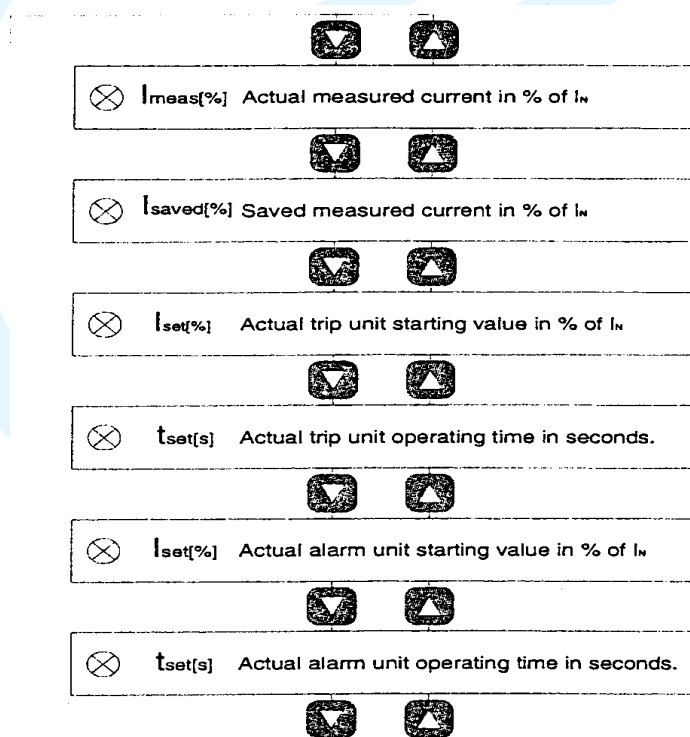 Imeas[%] Actual measured current in % of IN
Isaved[%] Saved measured current in % of IN
Iset[%] Actual trip unit starting value in % of IN
tset[s] Actual trip unit operating time in seconds.
Iset[%] Actual alarm unit starting value in % of IN
tset[s] Actual alarm unit operating time in seconds.